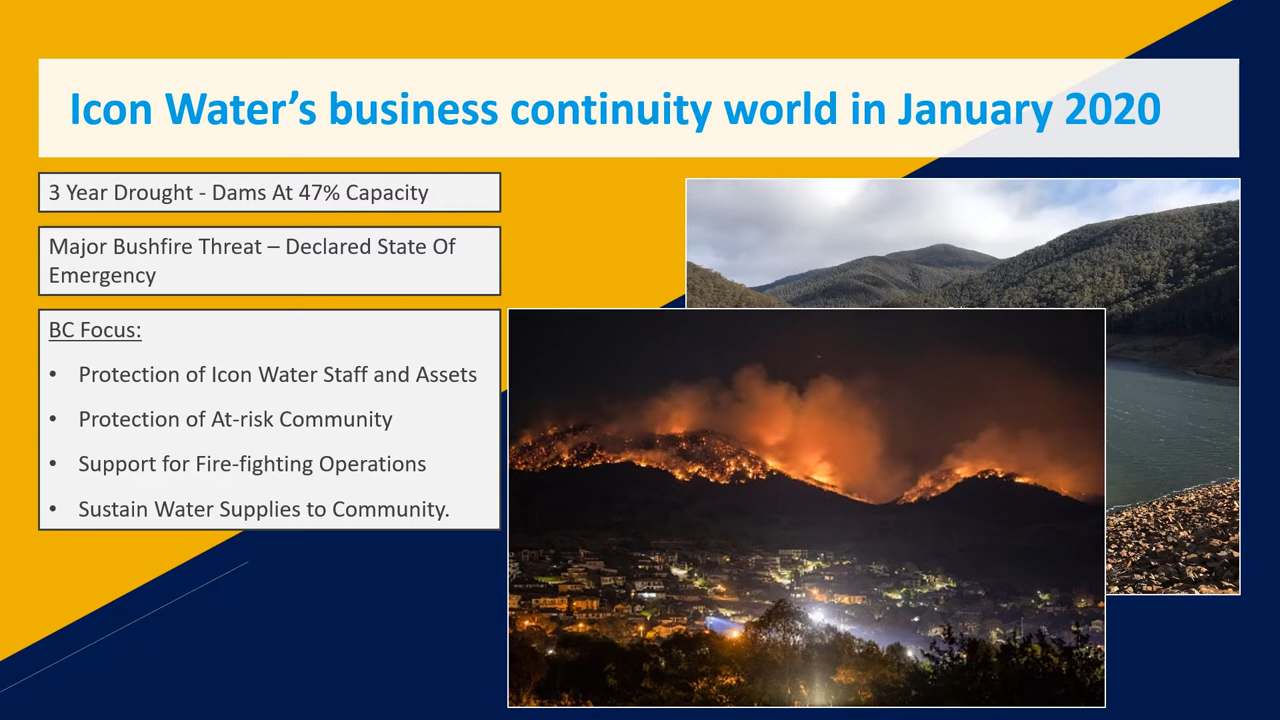 Icon Water’s business continuity world in January 2020
3 Year Drought - Dams At 47% Capacity
Major Bushfire Threat – Declared State Of
Emergency
BC Focus:
• Protection of Icon Water Staff and Assets
• Protection of At-risk Community
• Support for Fire-fighting Operations
• Sustain Water Supplies to Community.